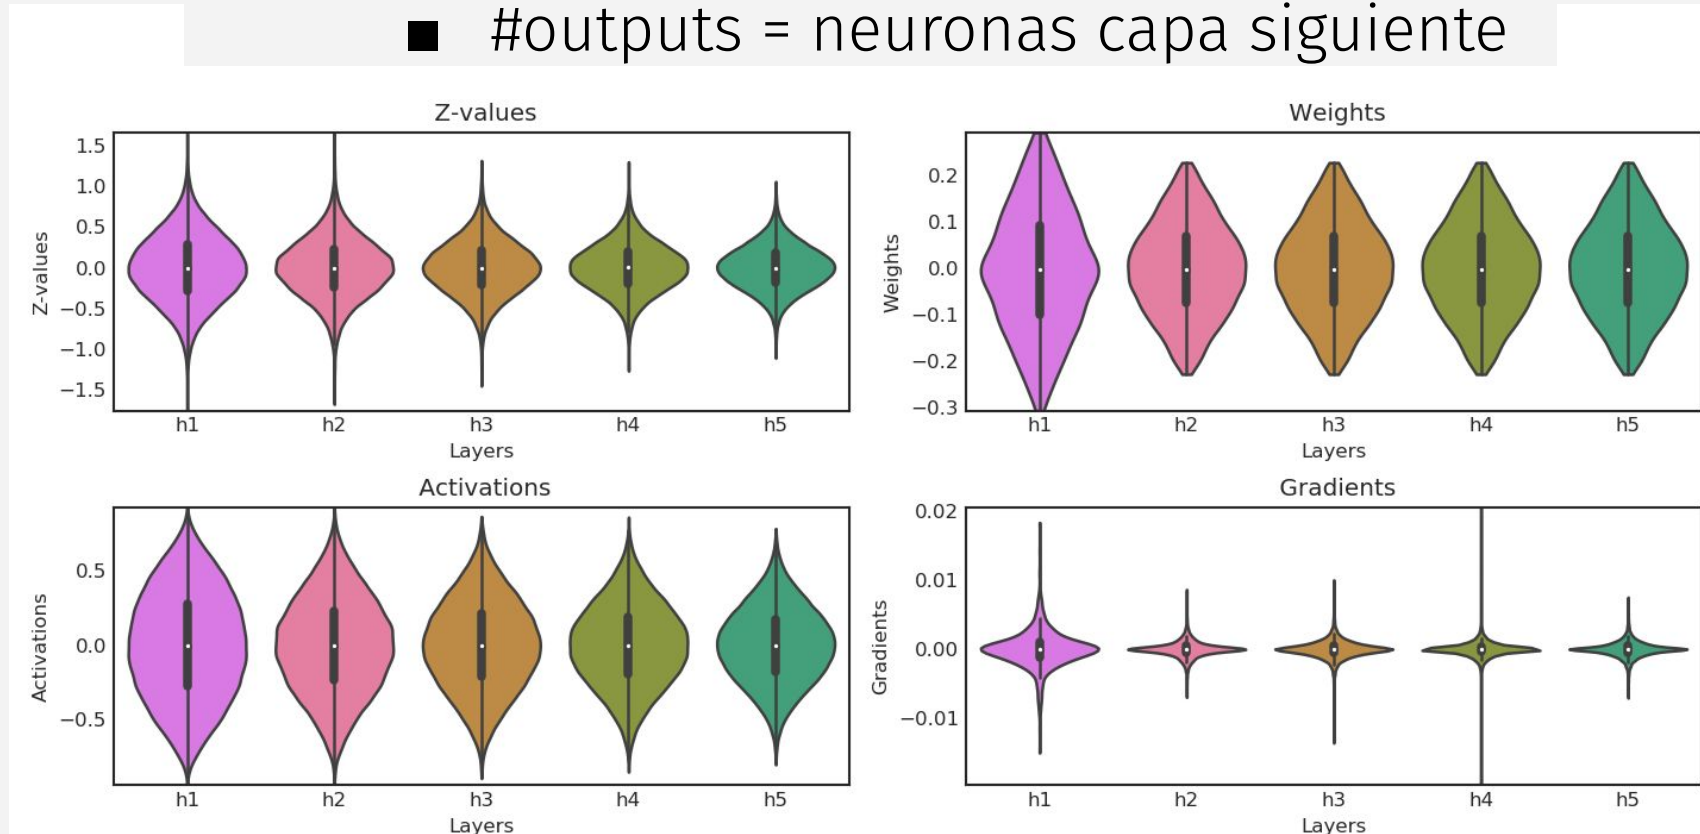 ■ #outputs = neuronas capa siguiente
Z-values
Z-values
1.5
1.0
0.5
0.0
−0.5
−1.0
−1.5
h1 h2 h3 h4 h5
Layers
Weights
Weights
0.2
0.1
0.0
−0.1
−0.2
−0.3
h1 h2 h3 h4 h5
Layers
Activations
Activations
0.5
0.0
−0.5
h1 h2 h3 h4 h5
Layers
Gradients
Gradients
0.02
0.01
0.00
−0.01
h1 h2 h3 h4 h5
Layers